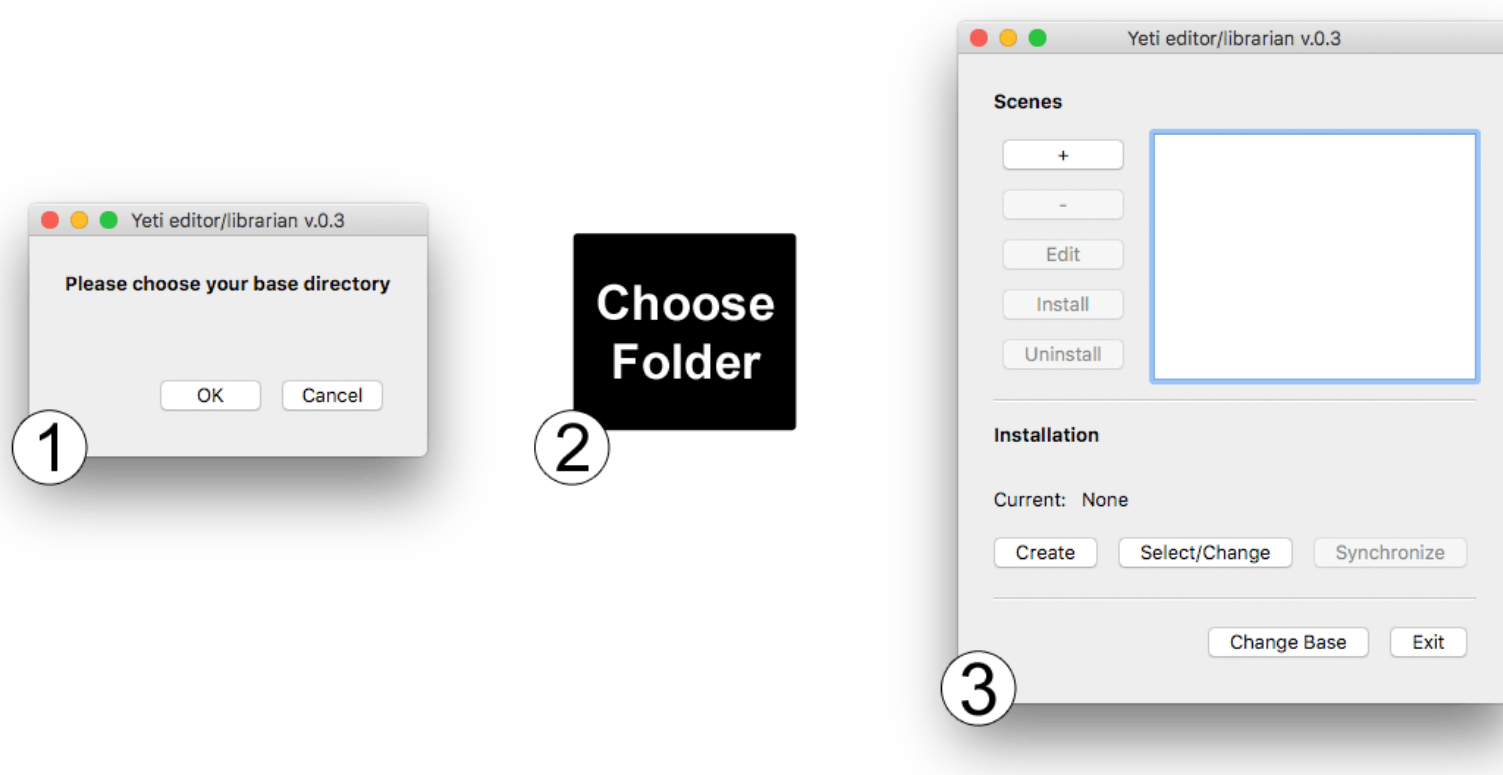 Yeti editor/librarian v.0.3
Please choose your base directory
OK Cancel
1
Choose
Folder
2
Yeti editor/librarian v.0.3
Scenes
+
-
Edit
Install
Uninstall
Installation
Current: None
Create Select/Change Synchronize
Change Base Exit
3